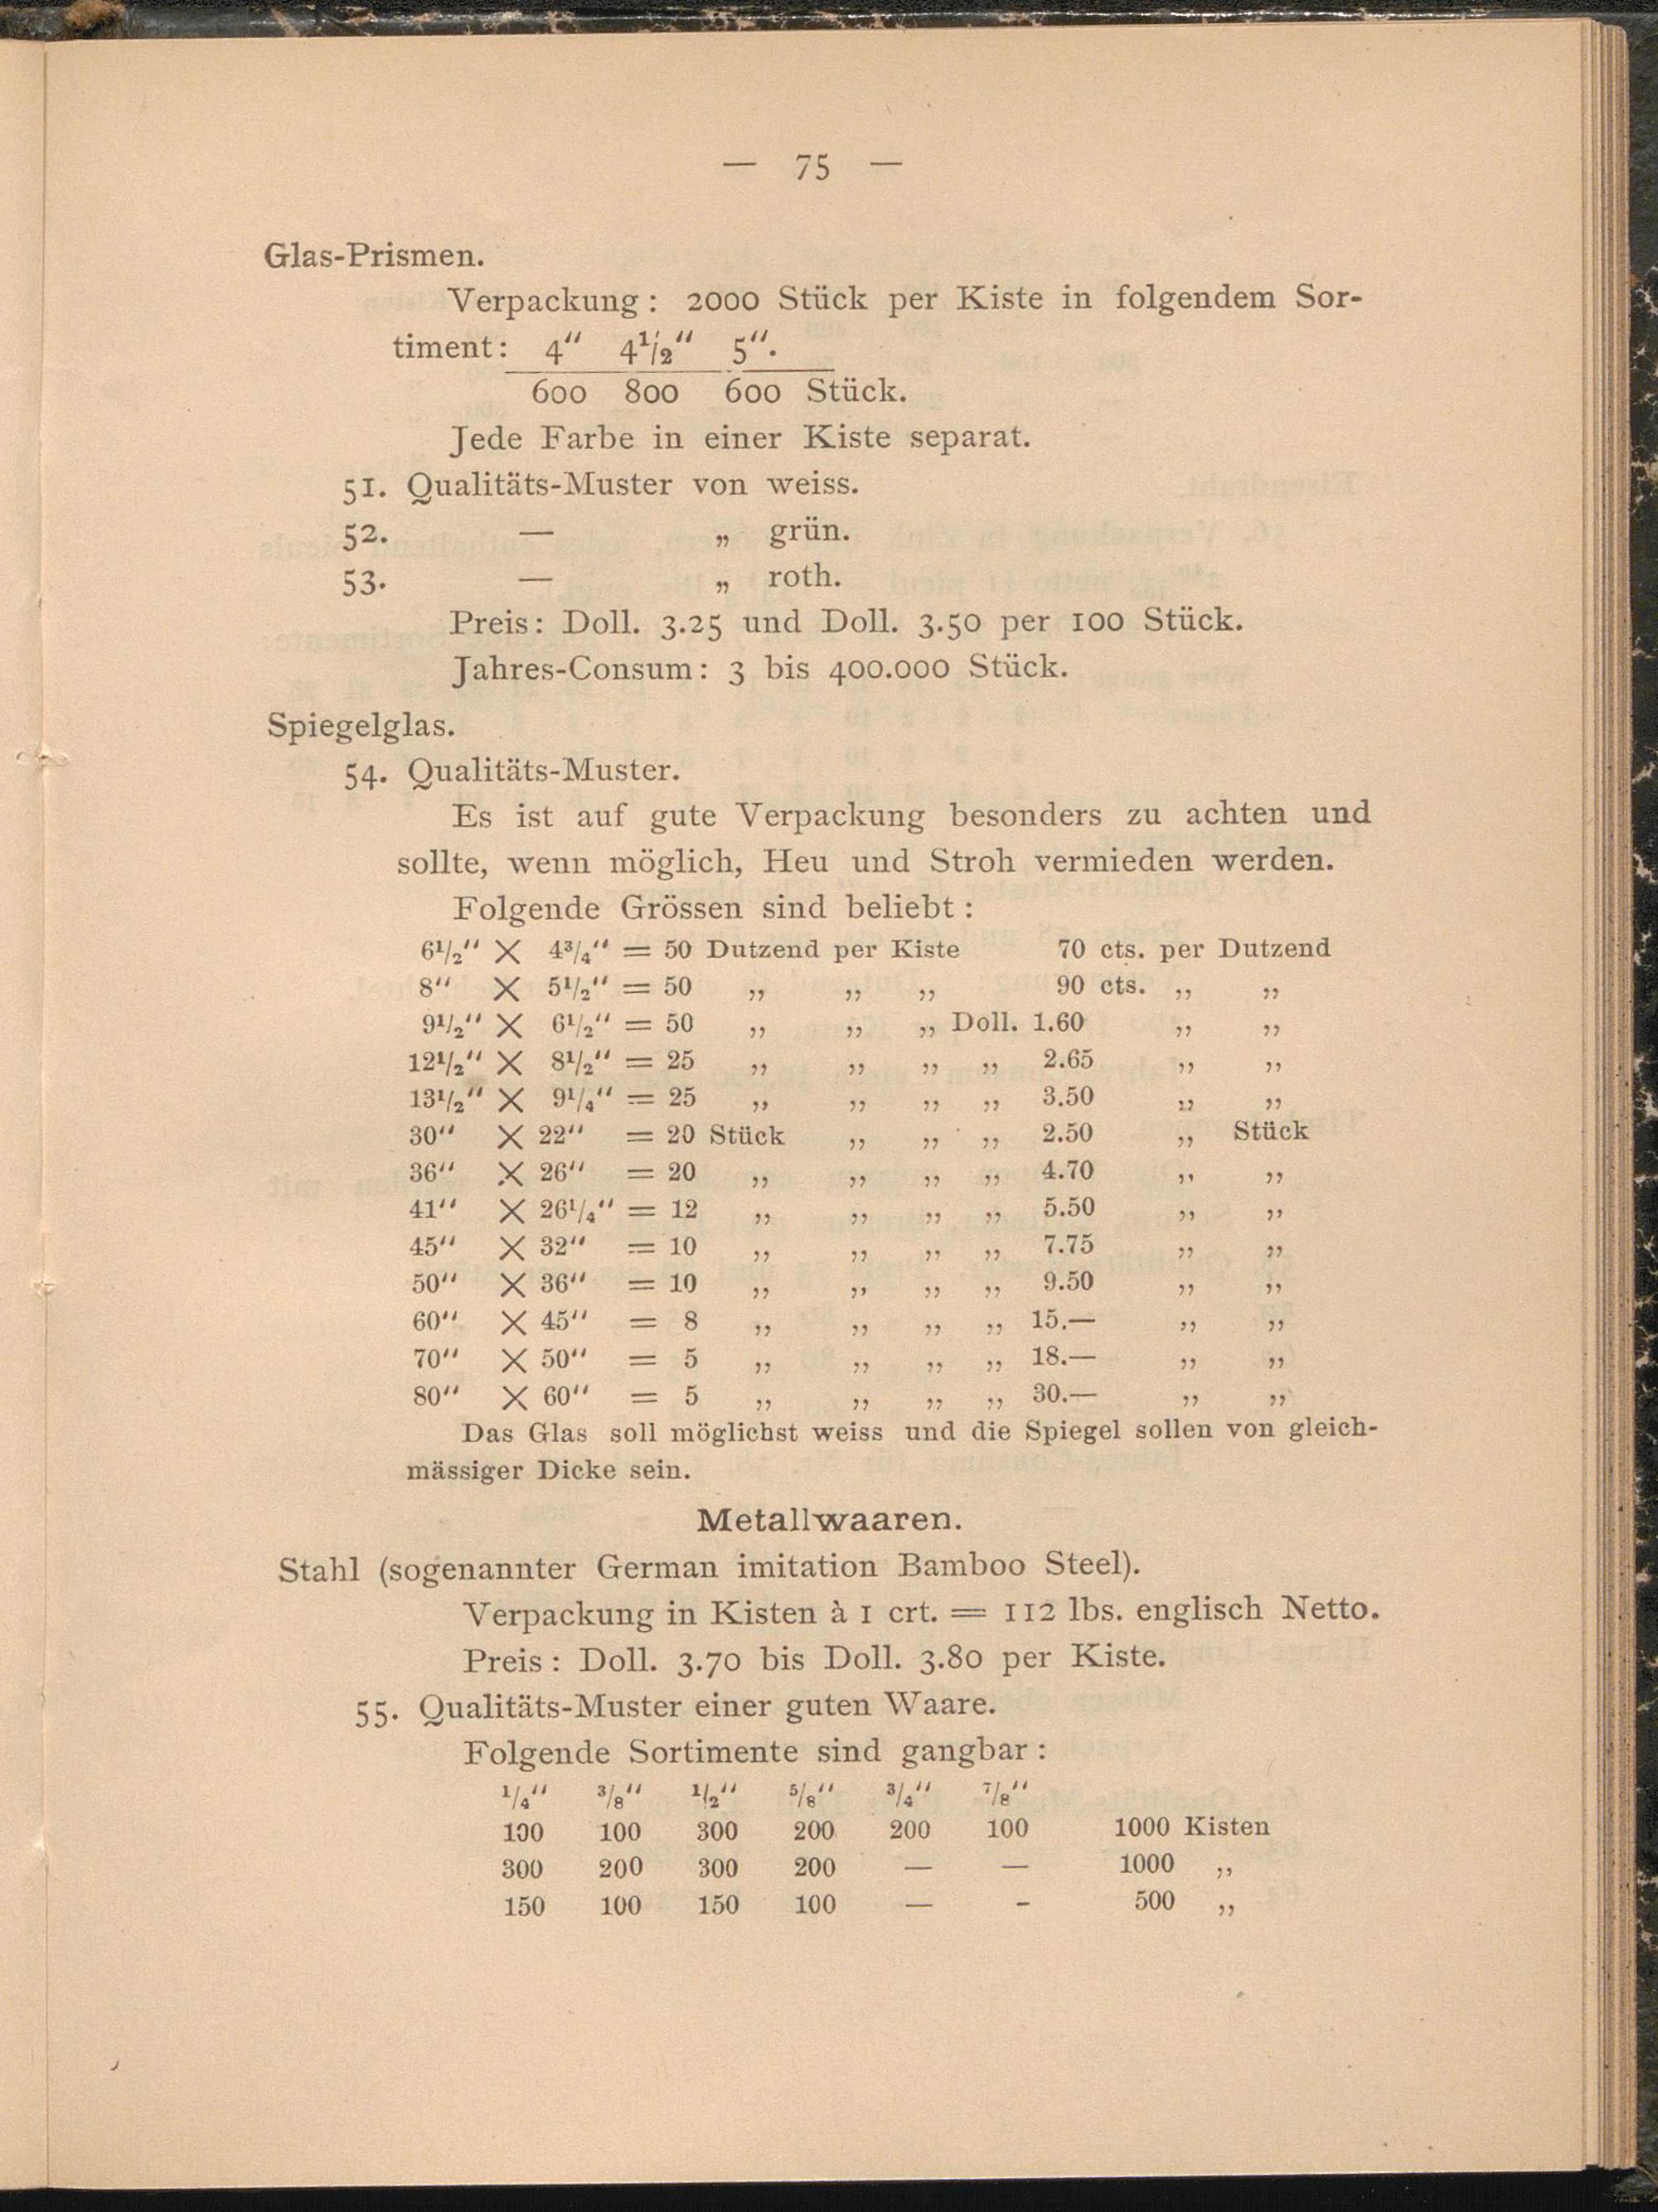 — 75 —
Glas-Prismen.
Verpackung: 2000 Stück per Kiste in folgendem Sor-
timent: 4" 4½" 5".
600 800 600 Stück.
Jede Farbe in einer Kiste separat.
51. Qualitäts-Muster von weiss.
52. — „ grün.
53. — „ roth.
Preis: Doll. 3.25 und Doll. 3.50 per 100 Stück.
Jahres-Consum: 3 bis 400.000 Stück.
Spiegelglas.
54. Qualitäts-Muster.
Es ist auf gute Verpackung besonders zu achten und
sollte, wenn möglich, Heu und Stroh vermieden werden.
Folgende Grössen sind beliebt:
6½" × 4¾" = 50 Dutzend per Kiste 70 cts. per Dutzend
8" × 5½" = 50 „ „ „ 90 cts. „ „
9½" × 6½" = 50 „ „ „ Doll. 1.60 „ „
12½" × 8½" = 25 „ „ „ „ 2.65 „ „
13½" × 9¼" = 25 „ „ „ „ 3.50 „ „
30" × 22" = 20 Stück „ „ „ 2.50 „ Stück
36" × 26" = 20 „ „ „ „ 4.70 „ „
41" × 26¼" = 12 „ „ „ „ 5.50 „ „
45" × 32" = 10 „ „ „ „ 7.75 „ „
50" × 36" = 10 „ „ „ „ 9.50 „ „
60" × 45" = 8 „ „ „ „ 15.— „ „
70" × 50" = 5 „ „ „ „ 18.— „ „
80" × 60" = 5 „ „ „ „ 30.— „ „
Das Glas soll möglichst weiss und die Spiegel sollen von gleich-
mässiger Dicke sein.
Metallwaaren.
Stahl (sogenannter German imitation Bamboo Steel).
Verpackung in Kisten à 1 crt. = 112 lbs. englisch Netto.
Preis: Doll. 3.70 bis Doll. 3.80 per Kiste.
55. Qualitäts-Muster einer guten Waare.
Folgende Sortimente sind gangbar:
¼" ⅜" ½" ⅝" ¾" ⅞"
100 100 300 200 200 100 1000 Kisten
300 200 300 200 — — 1000 „
150 100 150 100 — - 500 „